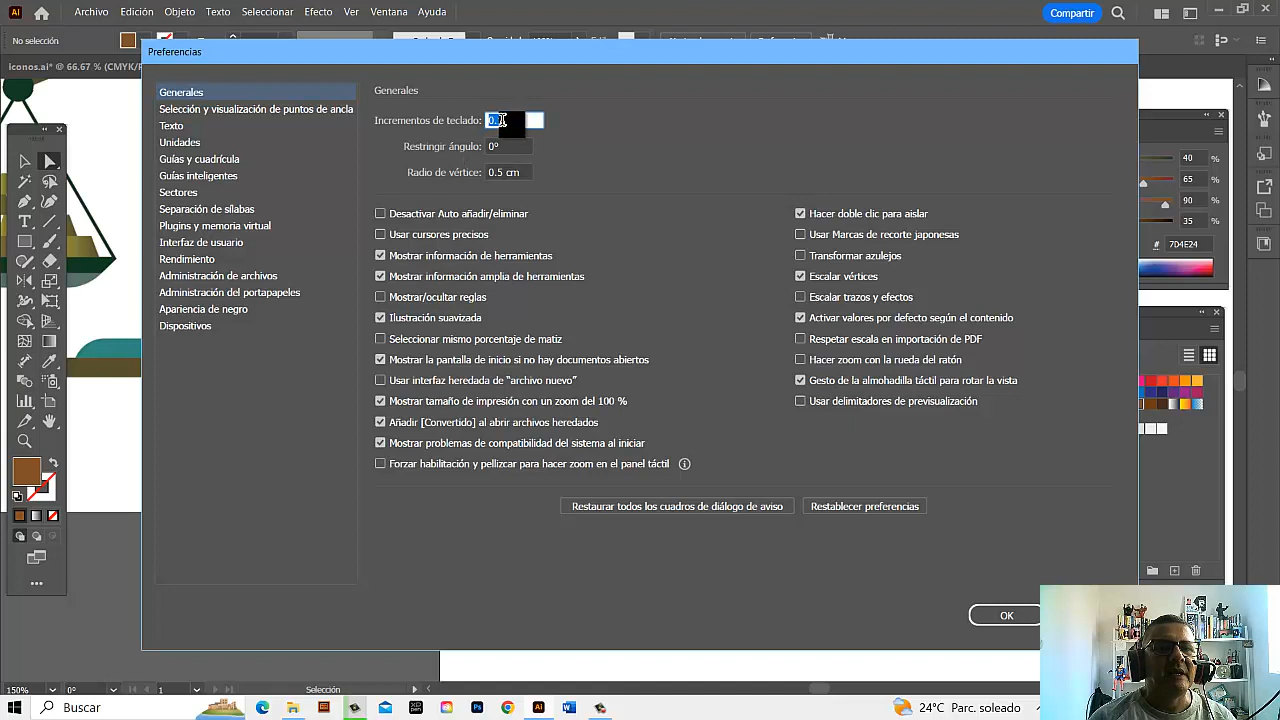 Ai Archivo Edición Objeto Texto Seleccionar Efecto Ver Ventana Ayuda Compartir
No selección
iconos.ai* @ 66.67 % (CMYK/
Preferencias
Generales
Selección y visualización de puntos de ancla
Texto
Unidades
Guías y cuadrícula
Guías inteligentes
Sectores
Separación de sílabas
Plugins y memoria virtual
Interfaz de usuario
Rendimiento
Administración de archivos
Administración del portapapeles
Apariencia de negro
Dispositivos
Generales
Incrementos de teclado:
Restringir ángulo: 0º
Radio de vértice: 0.5 cm
Desactivar Auto añadir/eliminar
Usar cursores precisos
Mostrar información de herramientas
Mostrar información amplia de herramientas
Mostrar/ocultar reglas
Ilustración suavizada
Seleccionar mismo porcentaje de matiz
Mostrar la pantalla de inicio si no hay documentos abiertos
Usar interfaz heredada de “archivo nuevo”
Mostrar tamaño de impresión con un zoom del 100 %
Añadir [Convertido] al abrir archivos heredados
Mostrar problemas de compatibilidad del sistema al iniciar
Forzar habilitación y pellizcar para hacer zoom en el panel táctil
Hacer doble clic para aislar
Usar Marcas de recorte japonesas
Transformar azulejos
Escalar vértices
Escalar trazos y efectos
Activar valores por defecto según el contenido
Respetar escala en importación de PDF
Hacer zoom con la rueda del ratón
Gesto de la almohadilla táctil para rotar la vista
Usar delimitadores de previsualización
Restaurar todos los cuadros de diálogo de aviso
Restablecer preferencias
OK
40 %
65 %
90 %
35 %
# 7D4E24
150% 0º 1 Selección
Buscar
24°C Parc. soleado